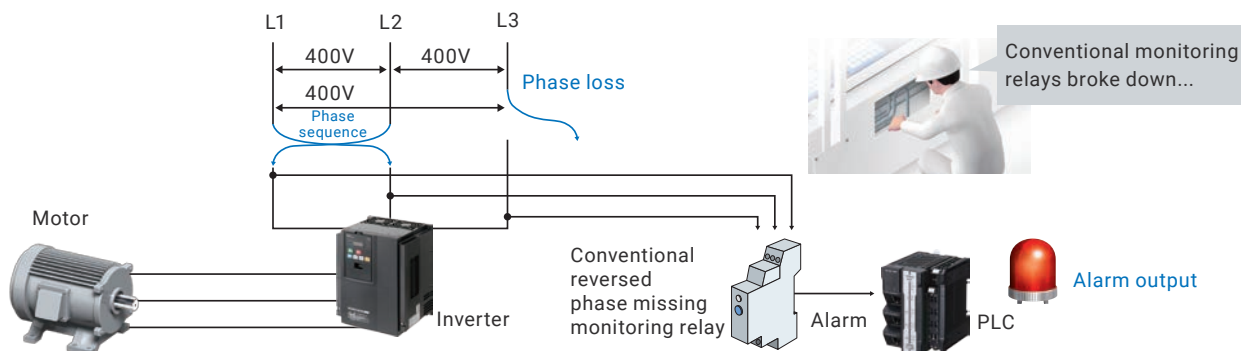 L1
L2
L3
400V
400V
400V
Phase loss
Phase
sequence
Conventional monitoring
relays broke down...
Motor
Inverter
Conventional
reversed
phase missing
monitoring relay
Alarm
PLC
Alarm output